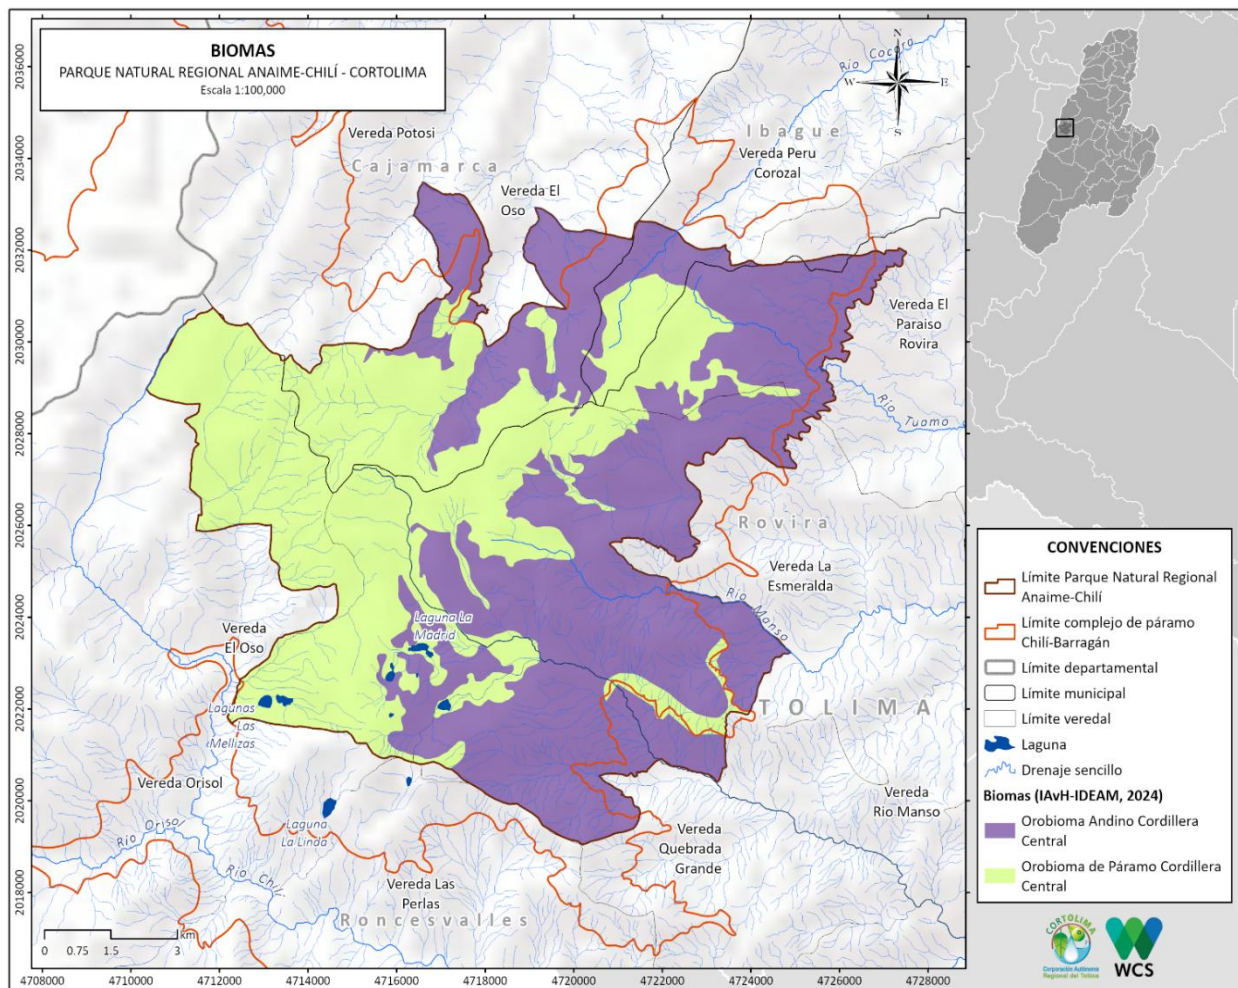 BIOMAS
PARQUE NATURAL REGIONAL ANAIME-CHILÍ - CORTOLIMA
Escala 1:100,000
4708000
4710000
4712000
4714000
4716000
4718000
4720000
4722000
4724000
4726000
4728000
2036000
2034000
2032000
2030000
2028000
2026000
2024000
2022000
2020000
2018000
N
W
E
S
Río Cocora
Ibague
Vereda Potosi
Cajamarca
Vereda Peru
Corozal
Vereda El
Oso
Vereda El
Paraiso
Rovira
Río Tuamo
Rovira
Vereda La
Esmeralda
Río Manso
Laguna La
Madrid
Vereda
El Oso
Lagunas
Las
Mellizas
TOLIMA
Vereda Orisol
Vereda
Rio Manso
Laguna
La Linda
Río Orisol
Río Chilí
Vereda
Quebrada
Grande
Vereda Las
Perlas
Roncesvalles
0
0.75
1.5
3
km
CONVENCIONES
Límite Parque Natural Regional
Anaime-Chilí
Límite complejo de páramo
Chilí-Barragán
Límite departamental
Límite municipal
Límite veredal
Laguna
Drenaje sencillo
Biomas (IAvH-IDEAM, 2024)
Orobioma Andino Cordillera
Central
Orobioma de Páramo Cordillera
Central
CORTOLIMA
Corporación Autónoma
Regional del Tolima
WCS